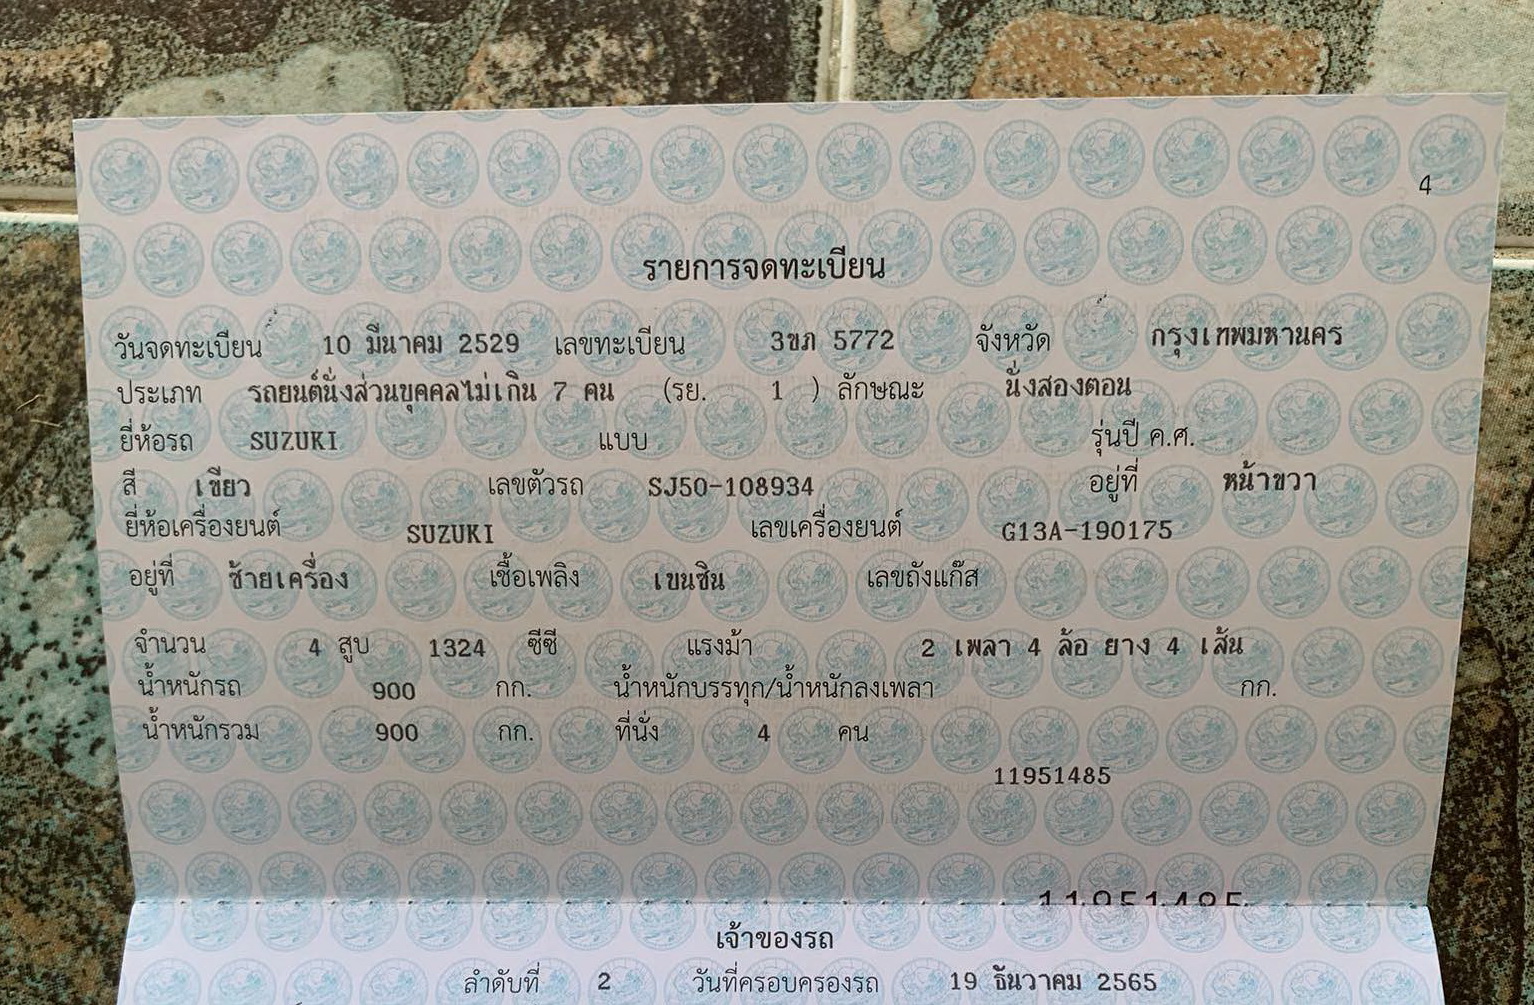 4
รายการจดทะเบียน
วันจดทะเบียน 10 มีนาคม 2529 เลขทะเบียน 3ขภ 5772 จังหวัด กรุงเทพมหานคร
ประเภท รถยนต์นั่งส่วนบุคคลไม่เกิน 7 คน (รย. 1 ) ลักษณะ นั่งสองตอน
ยี่ห้อรถ SUZUKI แบบ รุ่นปี ค.ศ.
สี เขียว เลขตัวรถ SJ50-108934 อยู่ที่ หน้าขวา
ยี่ห้อเครื่องยนต์ SUZUKI เลขเครื่องยนต์ G13A-190175
อยู่ที่ ซ้ายเครื่อง เชื้อเพลิง เบนซิน เลขถังแก๊ส
จำนวน 4 สูบ 1324 ซีซี แรงม้า 2 เพลา 4 ล้อ ยาง 4 เส้น
น้ำหนักรถ 900 กก. น้ำหนักบรรทุก/น้ำหนักลงเพลา กก.
น้ำหนักรวม 900 กก. ที่นั่ง 4 คน
11951485
11951485
เจ้าของรถ
ลำดับที่ 2 วันที่ครอบครองรถ 19 ธันวาคม 2565